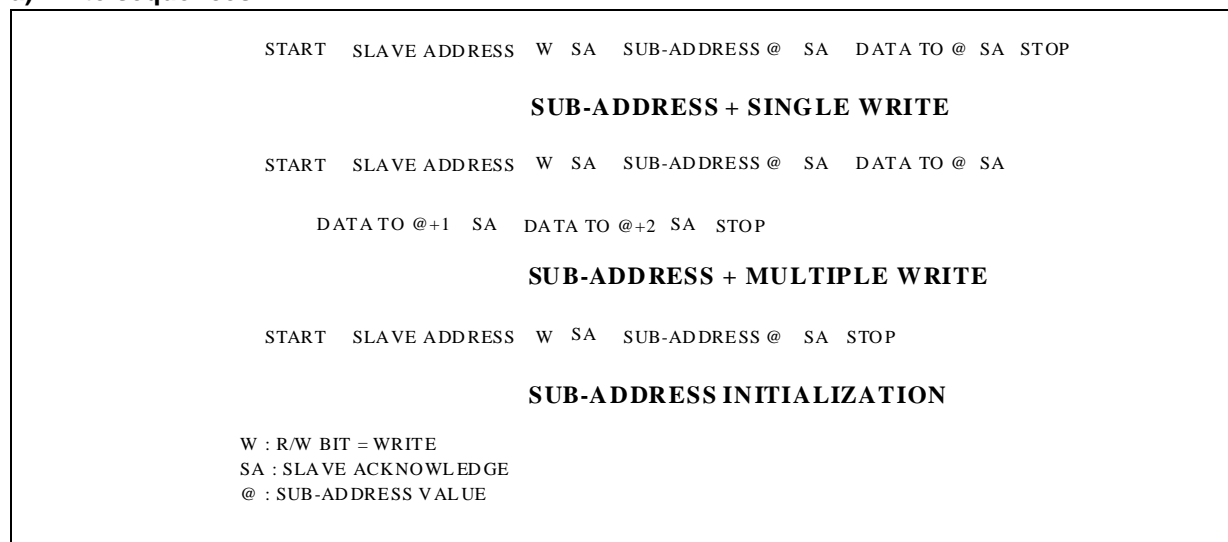 START SLAVE ADDRESS W SA SUB-ADDRESS @ SA DATA TO @ SA STOP
SUB-ADDRESS + SINGLE WRITE
START SLAVE ADDRESS W SA SUB-ADDRESS @ SA DATA TO @ SA
DATA TO @+1 SA DATA TO @+2 SA STOP
SUB-ADDRESS + MULTIPLE WRITE
START SLAVE ADDRESS W SA SUB-ADDRESS @ SA STOP
SUB-ADDRESS INITIALIZATION
W : R/W BIT = WRITE
SA : SLAVE ACKNOWLEDGE
@ : SUB-ADDRESS VALUE